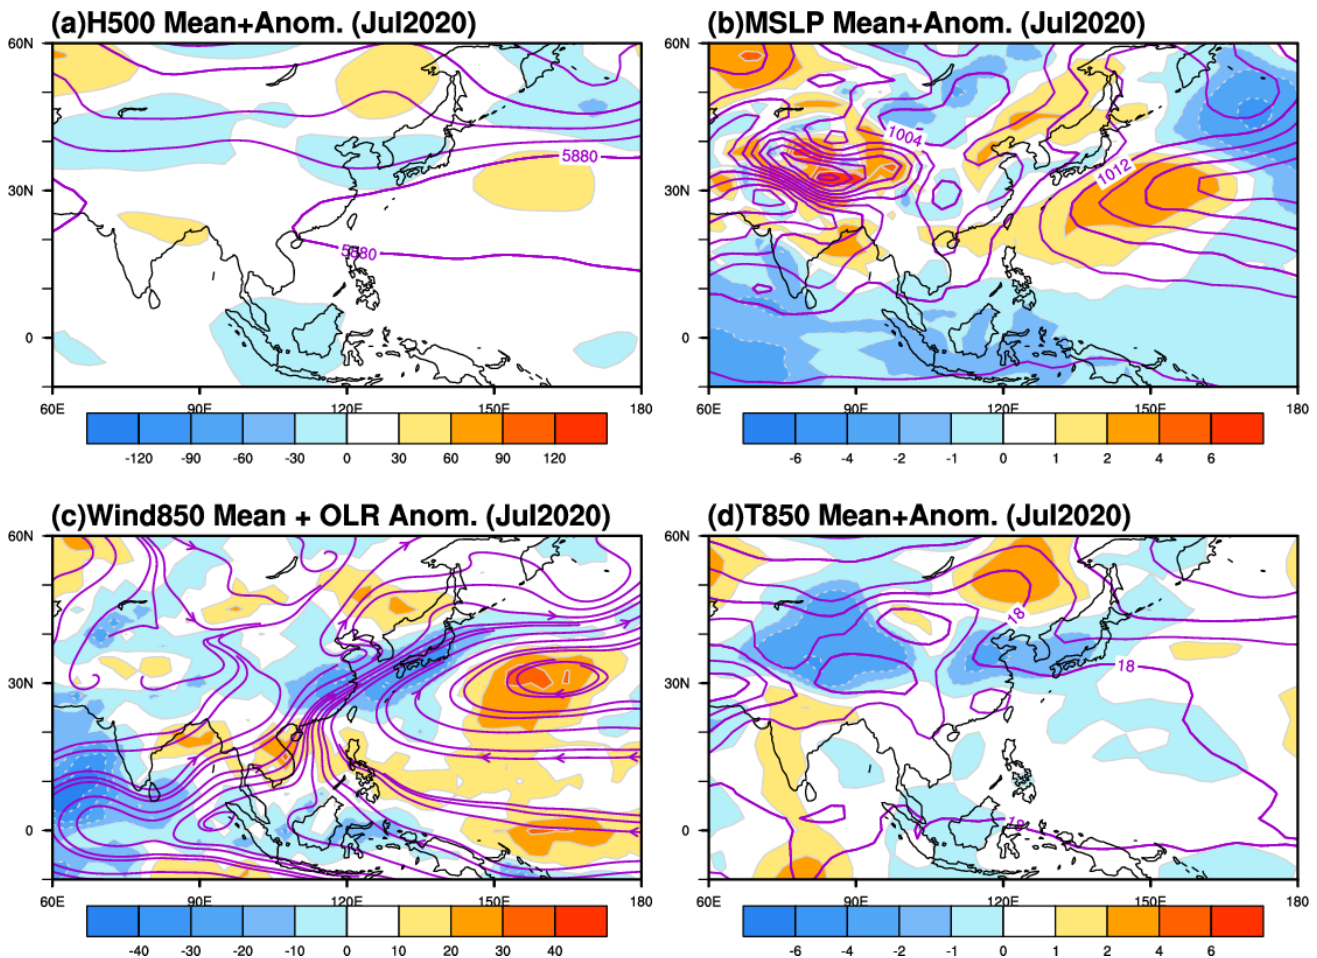 (a)H500 Mean+Anom. (Jul2020)
60N
30N
0
5880
5880
60E 90E 120E 150E 180
-120 -90 -60 -30 0 30 60 90 120
(b)MSLP Mean+Anom. (Jul2020)
60N
30N
0
1004
1012
60E 90E 120E 150E 180
-6 -4 -2 -1 0 1 2 4 6
(c)Wind850 Mean + OLR Anom. (Jul2020)
60N
30N
0
60E 90E 120E 150E 180
-40 -30 -20 -10 0 10 20 30 40
(d)T850 Mean+Anom. (Jul2020)
60N
30N
0
18
18
18
60E 90E 120E 150E 180
-6 -4 -2 -1 0 1 2 4 6